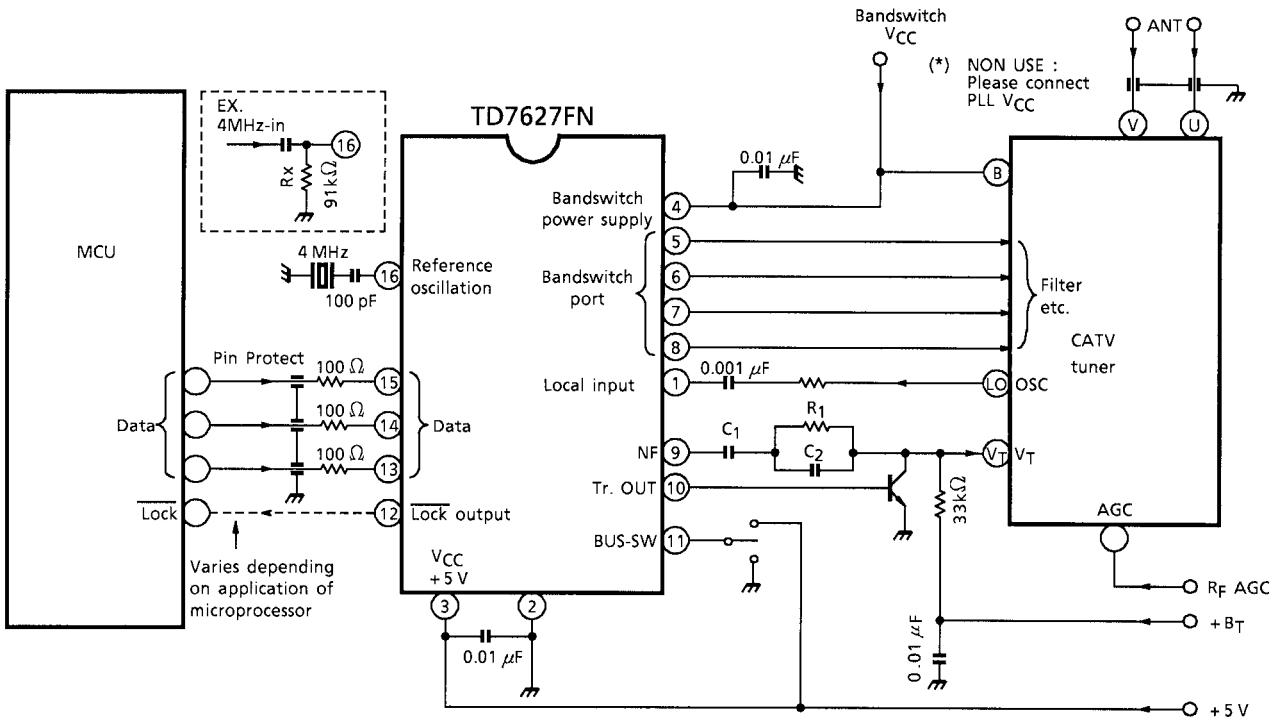 Bandswitch
VCC
(*) NON USE :
Please connect
PLL VCC
ANT
V
U
EX.
4MHz-in
16
Rx
91kΩ
TD7627FN
0.01 μF
B
MCU
4 MHz
100 pF
16
Reference
oscillation
Bandswitch
power supply
4
5
Bandswitch
port
6
7
8
Filter
etc.
CATV
tuner
Pin Protect
100 Ω
15
100 Ω
14
100 Ω
13
Data
Data
Local input
1
0.001 μF
LO
OSC
R1
C1
C2
NF
9
VT
VT
Tr. OUT
10
33kΩ
Lock
12
Lock output
BUS-SW
11
AGC
Varies depending
on application of
microprocessor
VCC
+5 V
3
2
0.01 μF
RF AGC
+BT
0.01 μF
+5 V